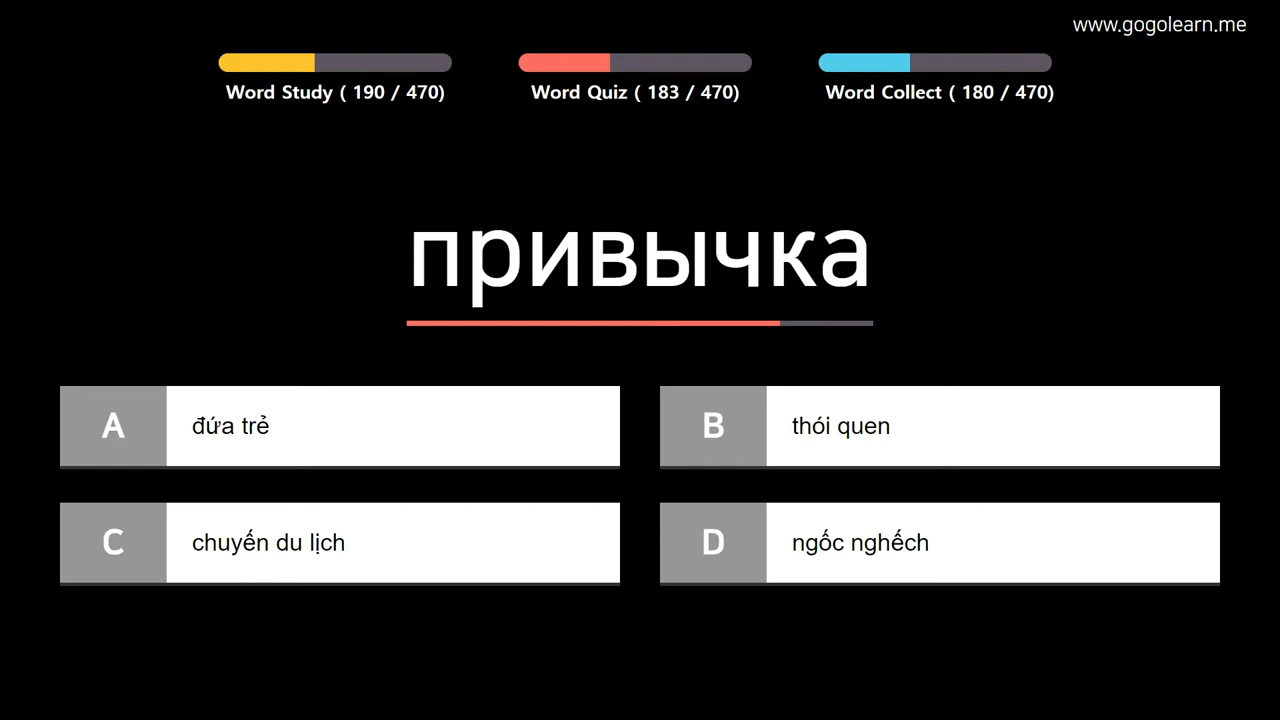 www.gogolearn.me
Word Study ( 190 / 470)
Word Quiz ( 183 / 470)
Word Collect ( 180 / 470)
привычка
A đứa trẻ
B thói quen
C chuyến du lịch
D ngốc nghếch